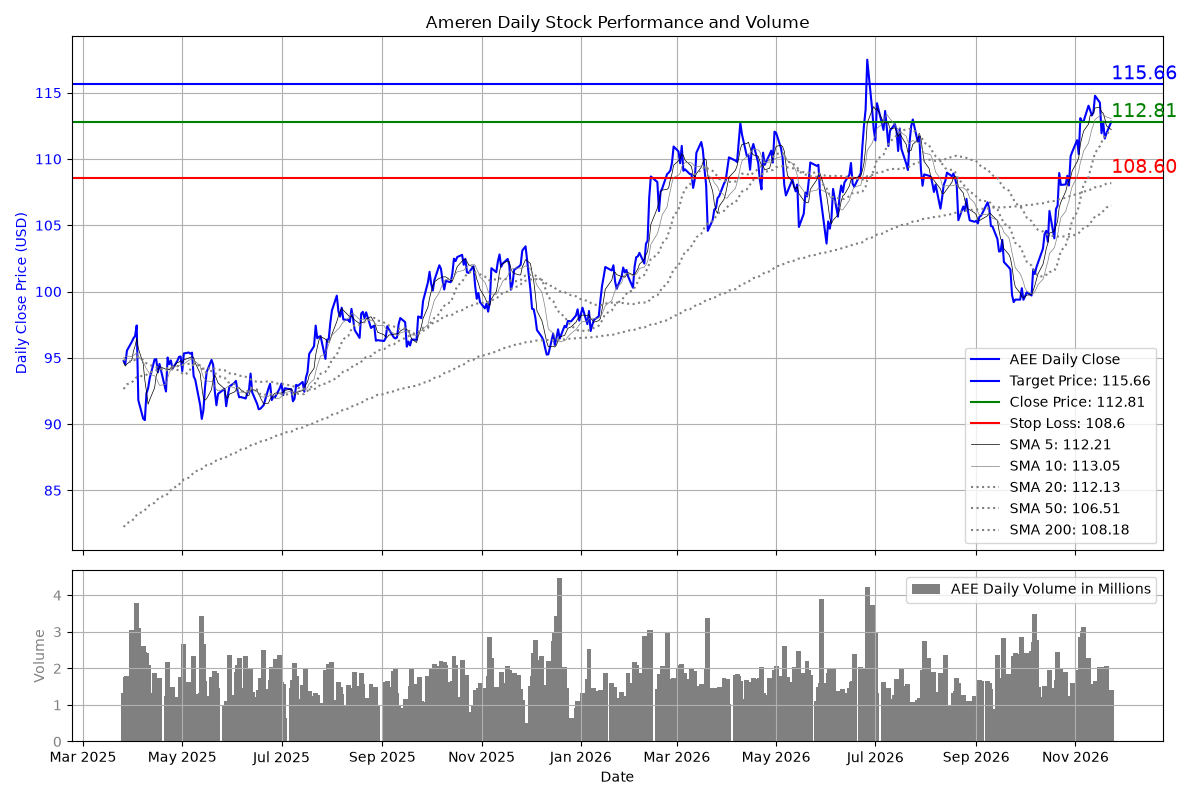 Ameren Daily Stock Performance and Volume
115.66
112.81
108.60
115
110
105
100
95
90
85
Daily Close Price (USD)
AEE Daily Close
Target Price: 115.66
Close Price: 112.81
Stop Loss: 108.6
SMA 5: 112.21
SMA 10: 113.05
SMA 20: 112.13
SMA 50: 106.51
SMA 200: 108.18
AEE Daily Volume in Millions
4
3
2
1
0
Volume
Mar 2025 May 2025 Jul 2025 Sep 2025 Nov 2025 Jan 2026 Mar 2026 May 2026 Jul 2026 Sep 2026 Nov 2026
Date